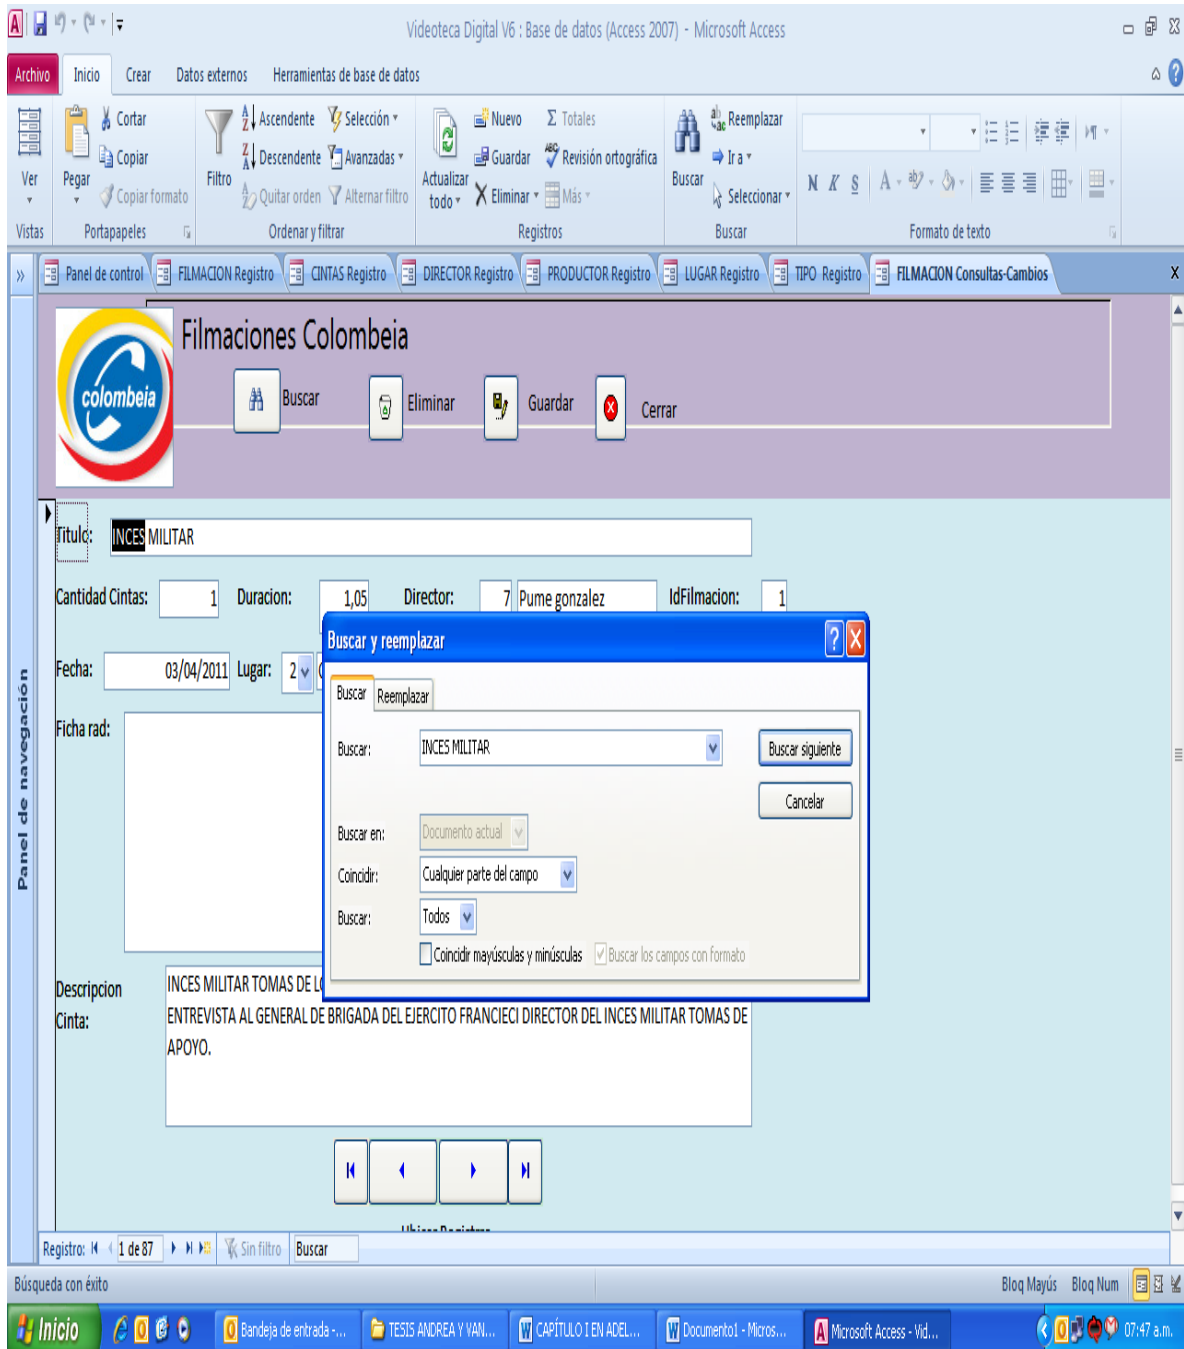 Videoteca Digital V6 : Base de datos (Access 2007) - Microsoft Access
Archivo Inicio Crear Datos externos Herramientas de base de datos
Ver
Vistas
Pegar
Cortar
Copiar
Copiar formato
Portapapeles
Filtro
Ascendente
Descendente
Quitar orden
Selección
Avanzadas
Alternar filtro
Ordenar y filtrar
Actualizar todo
Nuevo
Guardar
Eliminar
Σ Totales
Revisión ortográfica
Más
Registros
Buscar
Reemplazar
Ir a
Seleccionar
Buscar
N K S A
Formato de texto
Panel de control FILMACION Registro CINTAS Registro DIRECTOR Registro PRODUCTOR Registro LUGAR Registro TIPO Registro FILMACION Consultas-Cambios X
Panel de navegación
colombeia
Filmaciones Colombeia
Buscar Eliminar Guardar Cerrar
Titulo: INCES MILITAR
Cantidad Cintas: 1 Duracion: 1,05 Director: 7 Pume gonzalez IdFilmacion: 1
Fecha: 03/04/2011 Lugar: 2
Ficha rad:
Buscar y reemplazar
Buscar Reemplazar
Buscar: INCES MILITAR Buscar siguiente
Cancelar
Buscar en: Documento actual
Coincidir: Cualquier parte del campo
Buscar: Todos
Coincidir mayúsculas y minúsculas Buscar los campos con formato
Descripcion Cinta:
INCES MILITAR TOMAS DE
ENTREVISTA AL GENERAL DE BRIGADA DEL EJERCITO FRANCIECI DIRECTOR DEL INCES MILITAR TOMAS DE
APOYO.
Registro: 1 de 87 Sin filtro Buscar
Búsqueda con éxito Bloq Mayús Bloq Num
Inicio Bandeja de entrada -... TESIS ANDREA Y VAN... CAPÍTULO I EN ADEL... Documento1 - Micros... Microsoft Access - Vid... 07:47 a.m.